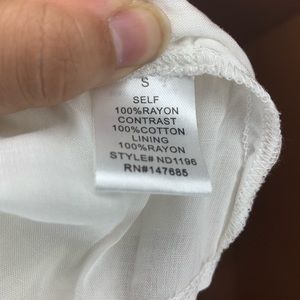 S
SELF
100%RAYON
CONTRAST
100%COTTON
LINING
100%RAYON
STYLE# ND1196
RN#147685